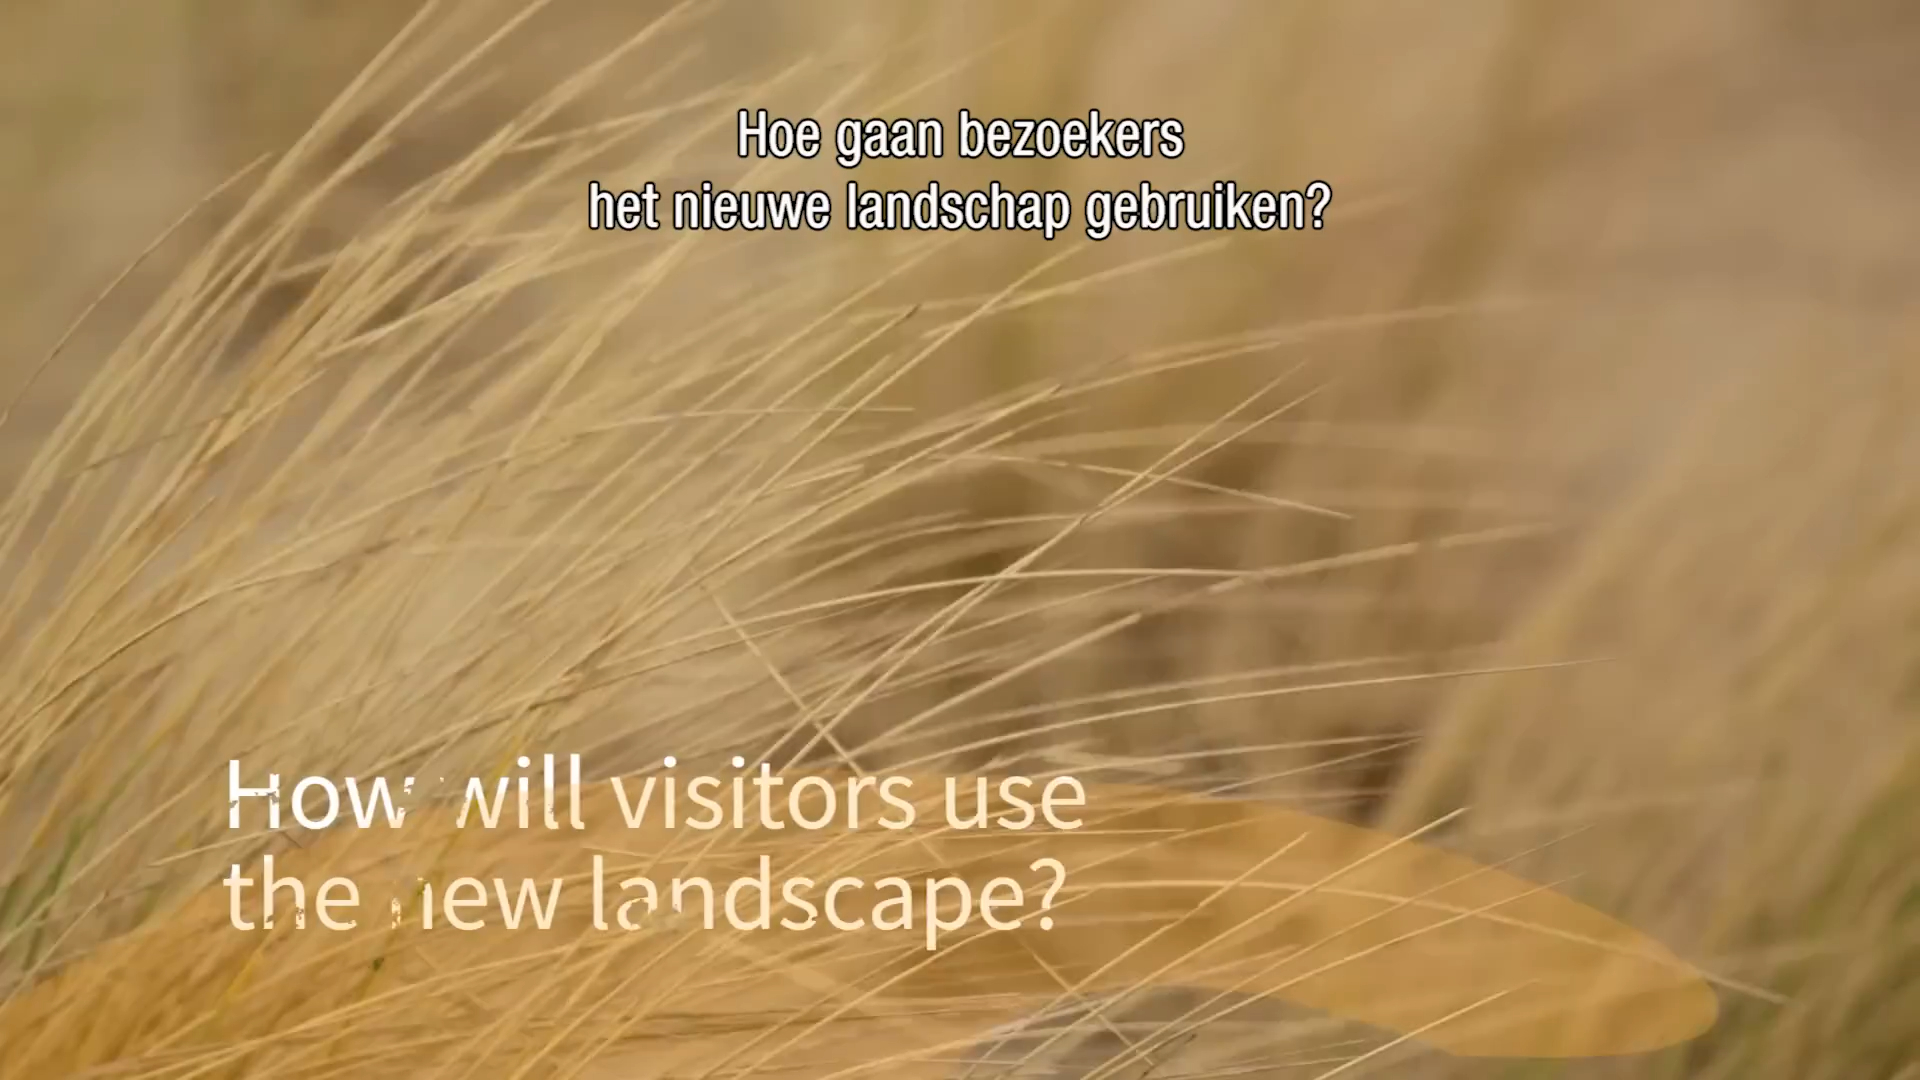 Hoe gaan bezoekers
het nieuwe landschap gebruiken?
How will visitors use
the new landscape?